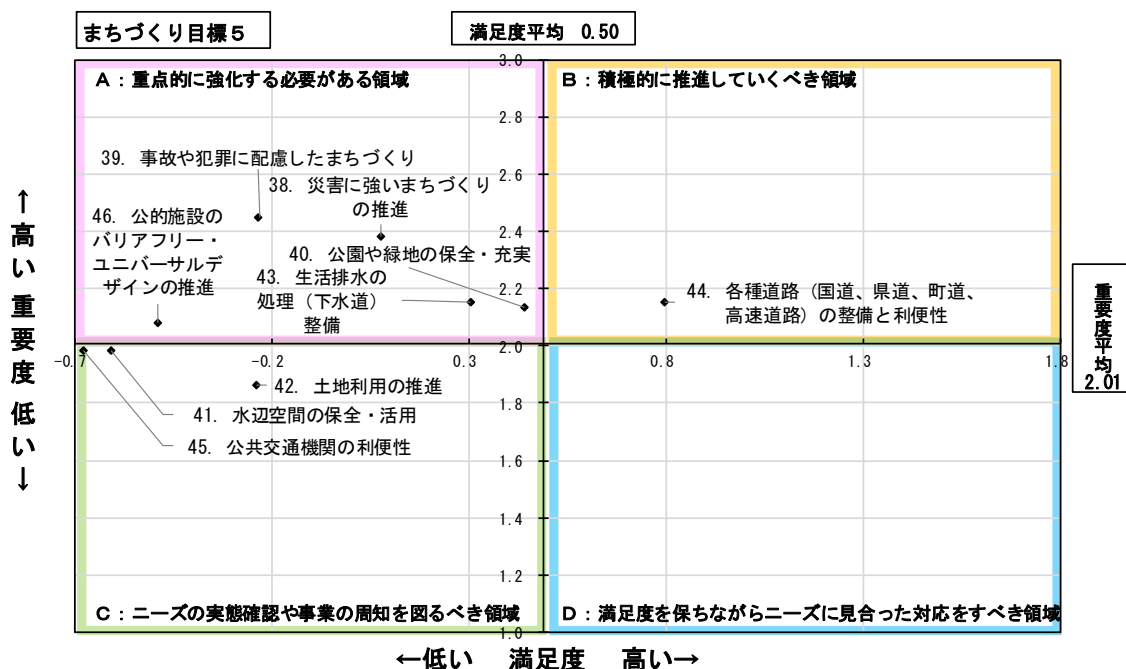 まちづくり目標５
満足度平均 0.50
A：重点的に強化する必要がある領域
B：積極的に推進していくべき領域
3.0
2.8
2.6
2.4
2.2
2.0
1.8
1.6
1.4
1.2
1.0
39. 事故や犯罪に配慮したまちづくり
38. 災害に強いまちづくり
の推進
46. 公的施設の
バリアフリー・
ユニバーサルデ
ザインの推進
40. 公園や緑地の保全・充実
43. 生活排水の
処理（下水道）
整備
44. 各種道路（国道、県道、町道、
高速道路）の整備と利便性
-0.7
-0.2
0.3
0.8
1.3
1.8
42. 土地利用の推進
41. 水辺空間の保全・活用
45. 公共交通機関の利便性
C：ニーズの実態確認や事業の周知を図るべき領域
D：満足度を保ちながらニーズに見合った対応をすべき領域
↑高い 重要度 低い↓
重要度平均
2.01
←低い 満足度 高い→